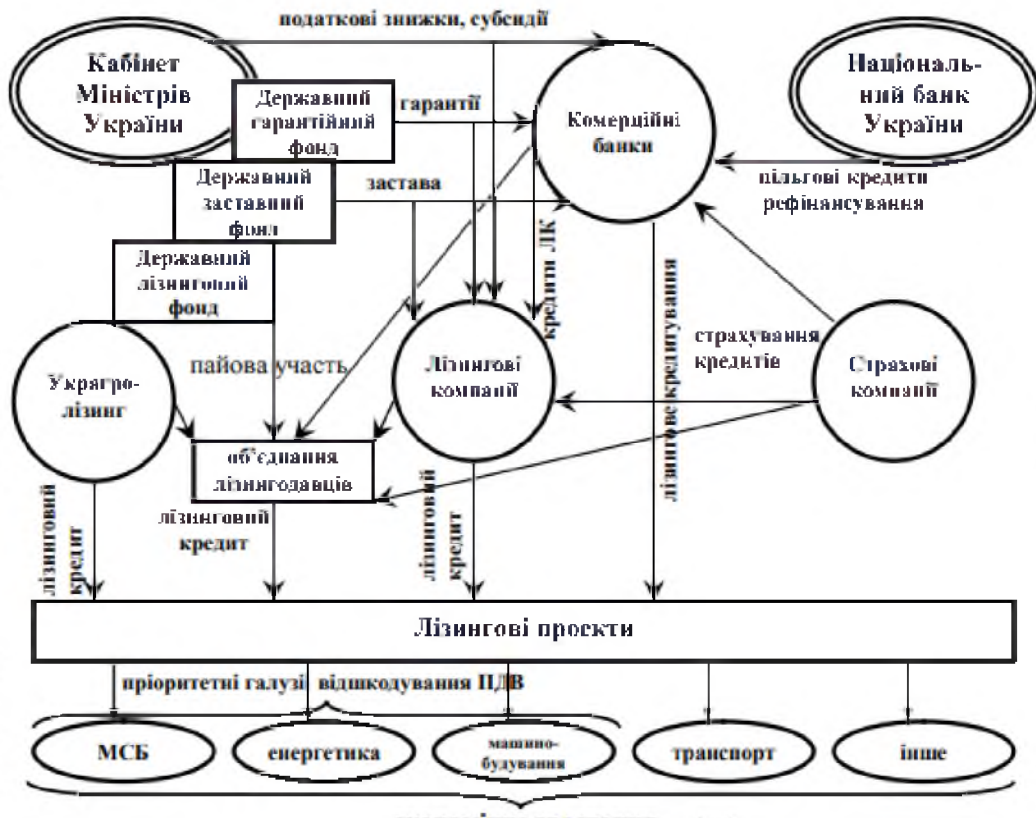 податкові знижки, субсидії
Кабінет
Міністрів
України
Державний
гарантійний
фонд
гарантії
Комерційні
банки
Національ-
ний банк
України
Державний
заставний
фонд
застава
пільгові кредити
рефінансування
Державний
лізинговий
фонд
кредити ЛК
лізингове кредитування
страхування
кредитів
Украгро-
лізинг
пайова участь
Лізингові
компанії
Страхові
компанії
об’єднання
лізингодавців
лізинговий
кредит
лізинговий
кредит
лізинговий
кредит
Лізингові проекти
пріоритетні галузі відшкодування ПДВ
МСБ
енергетика
машино-
будування
транспорт
інше